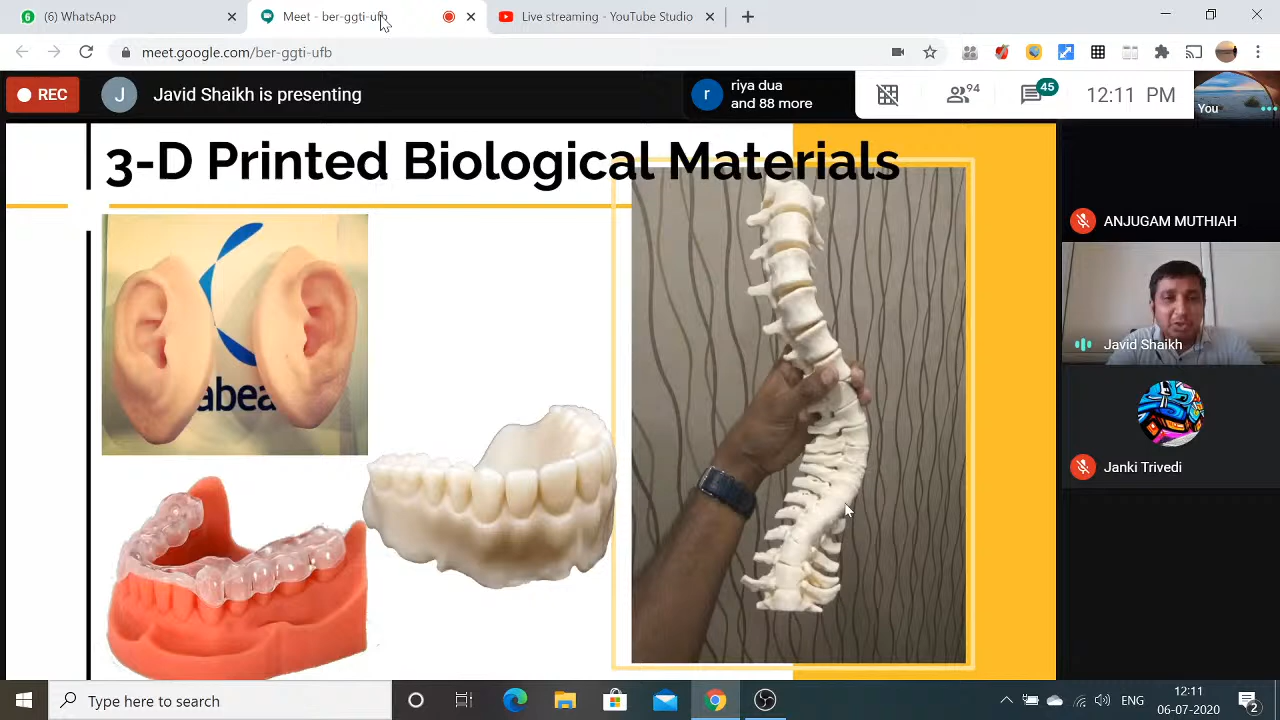 (6) WhatsApp
Meet - ber-ggti-ufb
Live streaming - YouTube Studio
meet.google.com/ber-ggti-ufb
REC
J
Javid Shaikh is presenting
r
riya dua
and 88 more
94
45
12:11 PM
You
3-D Printed Biological Materials
abea
ANJUGAM MUTHIAH
Javid Shaikh
Janki Trivedi
Type here to search
ENG
12:11
06-07-2020
2